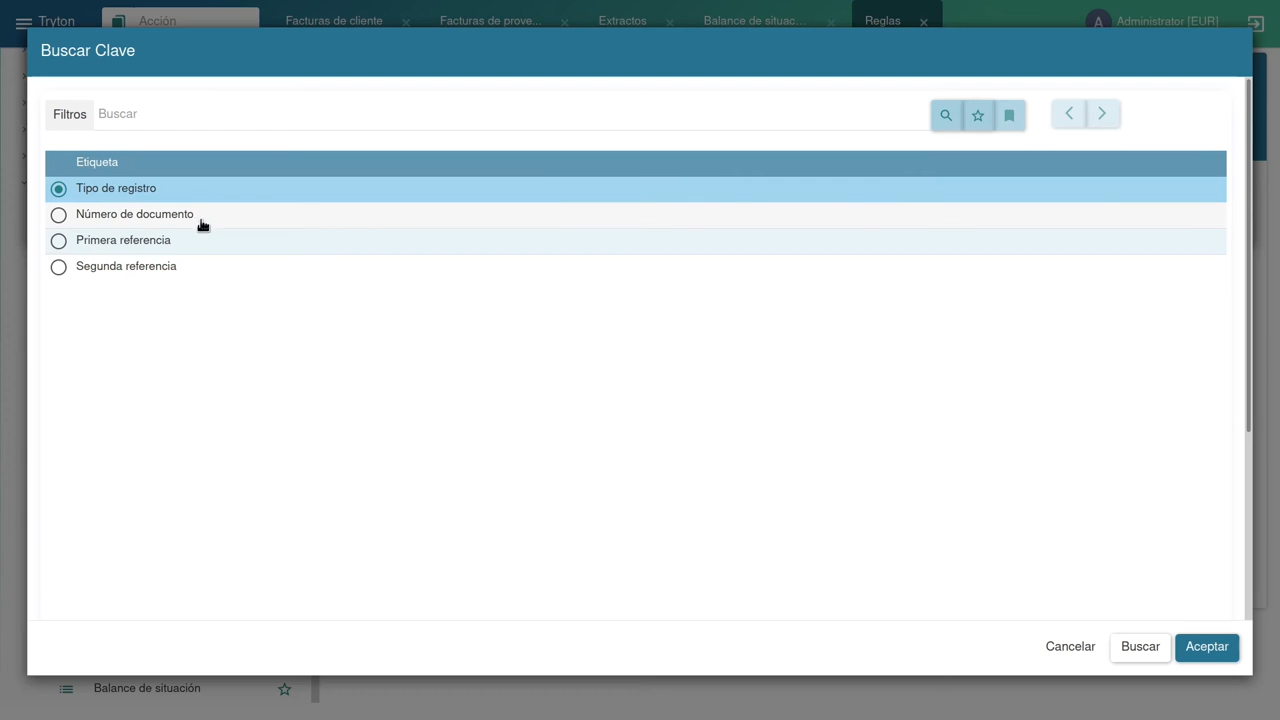 Tryton
Acción
Facturas de cliente
Facturas de prove...
Extractos
Balance de situac...
Reglas
A
Administrator [EUR]
Buscar Clave
Filtros
Buscar
Etiqueta
Tipo de registro
Número de documento
Primera referencia
Segunda referencia
Cancelar
Buscar
Aceptar
Balance de situación